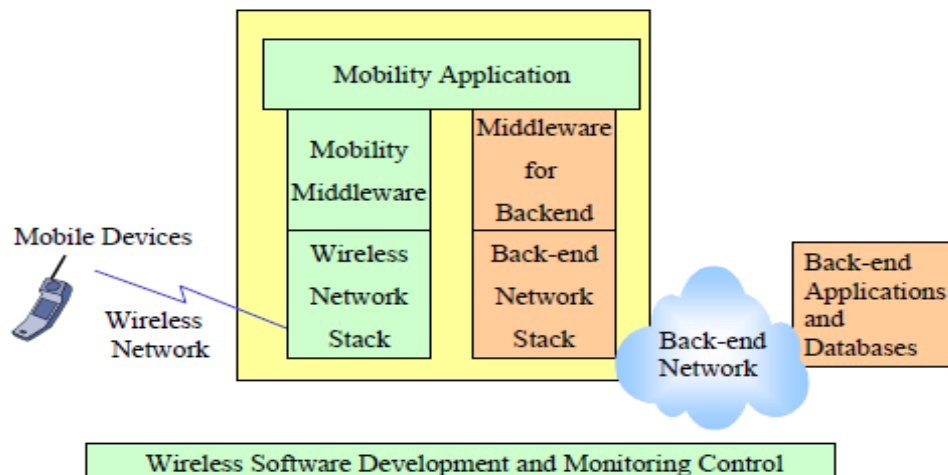 Mobility Application
Mobility
Middleware
Middleware
for
Backend
Mobile Devices
Wireless
Network
Wireless
Network
Stack
Back-end
Network
Stack
Back-end
Network
Back-end
Applications
and
Databases
Wireless Software Development and Monitoring Control